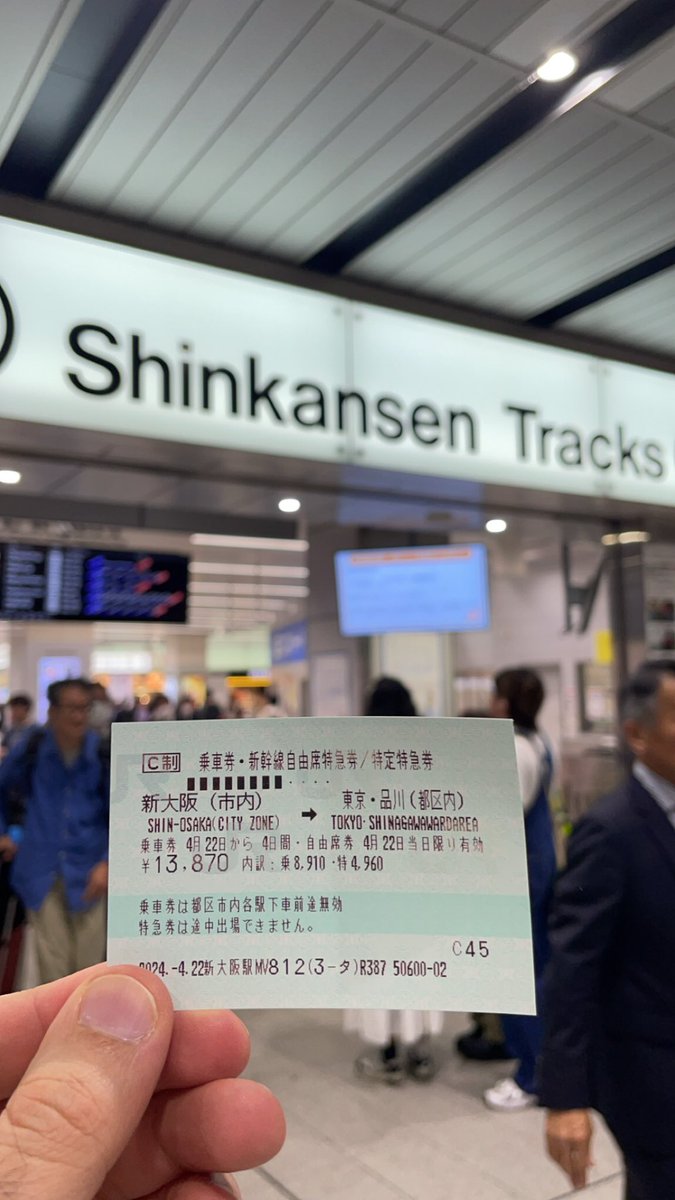 Shinkansen Tracks
C制 乗車券・新幹線自由席特急券/特定特急券
新大阪(市内) ➡ 東京・品川(都区内)
SHIN-OSAKA(CITY ZONE) TOKYO・SHINAGAWAWARDAREA
乗車券 4月22日から 4日間・自由席券 4月22日当日限り有効
¥13,870 内訳:乗8,910・特4,960
乗車券は都区市内各駅下車前途無効
特急券は途中出場できません。
C45
2024.-4.22新大阪駅MV812(3-タ)R387 50600-02